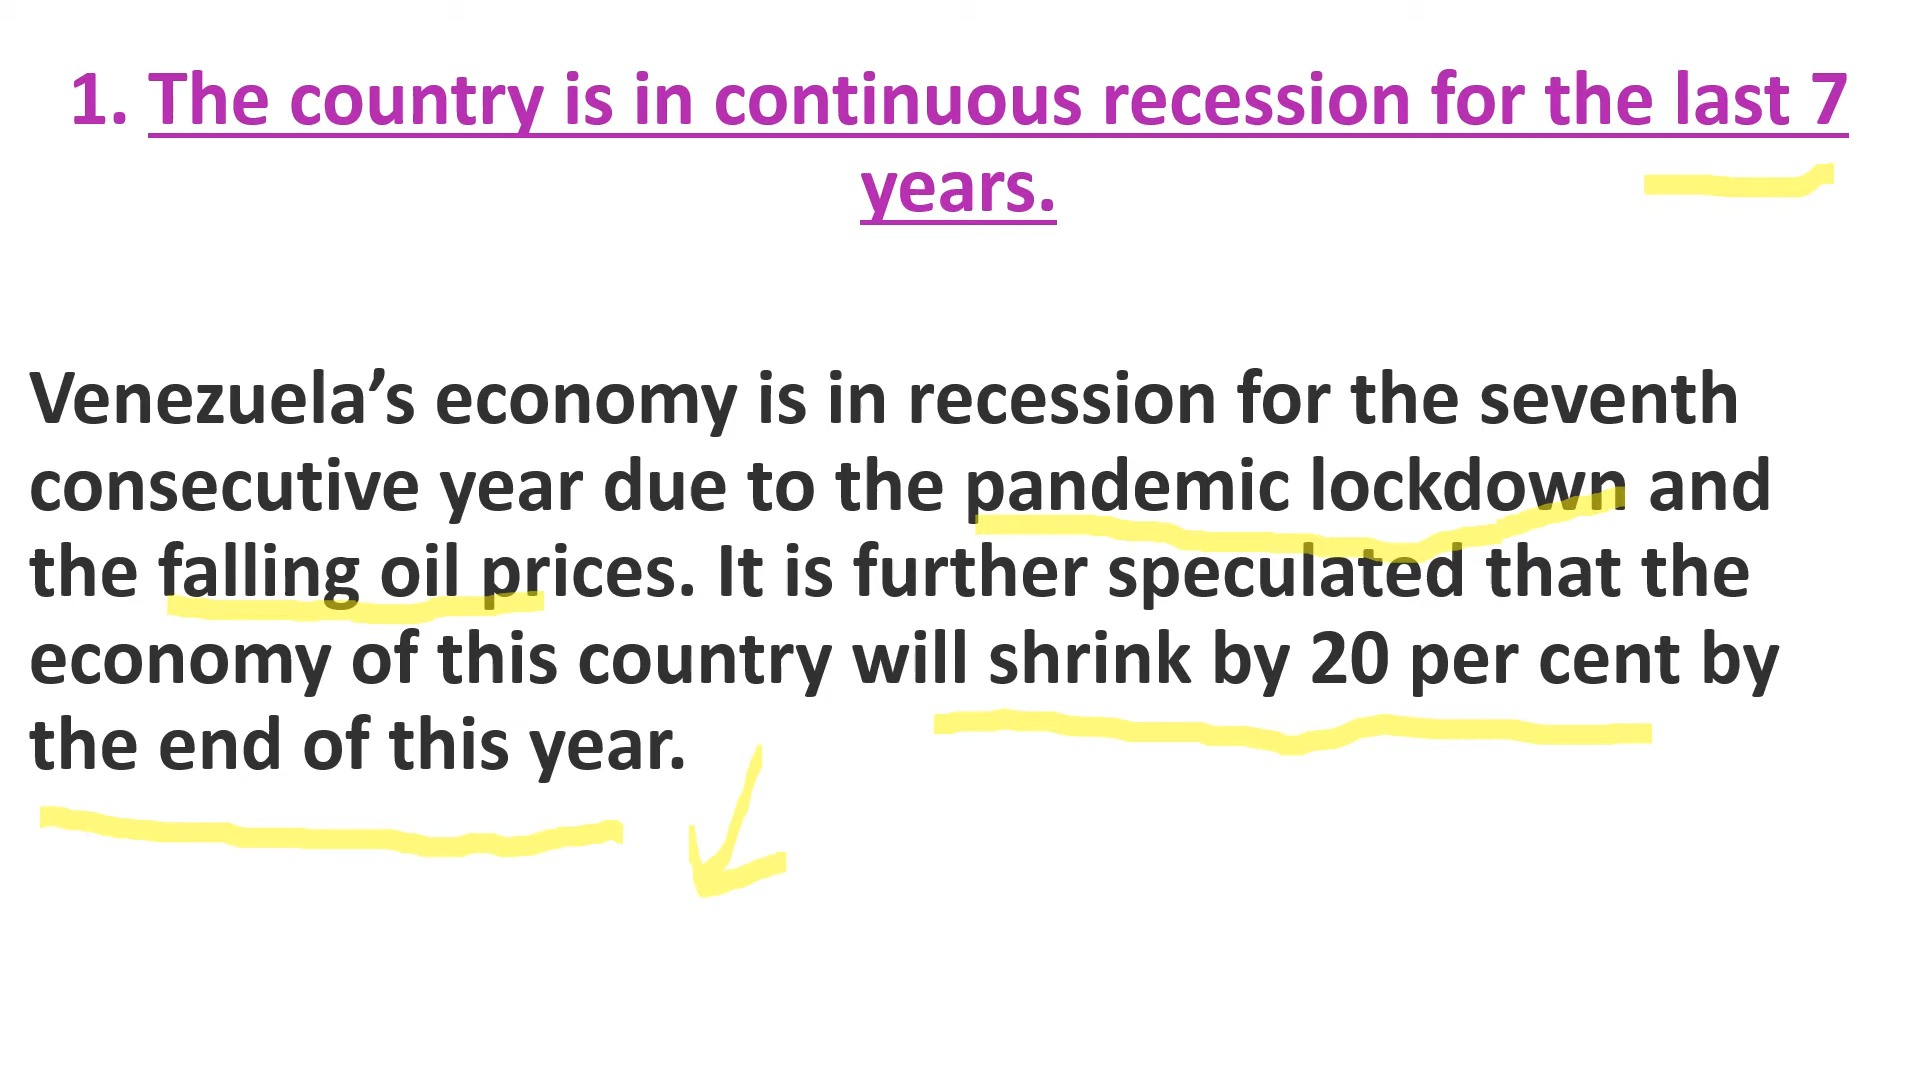 1. The country is in continuous recession for the last 7
years.
Venezuela’s economy is in recession for the seventh
consecutive year due to the pandemic lockdown and
the falling oil prices. It is further speculated that the
economy of this country will shrink by 20 per cent by
the end of this year.